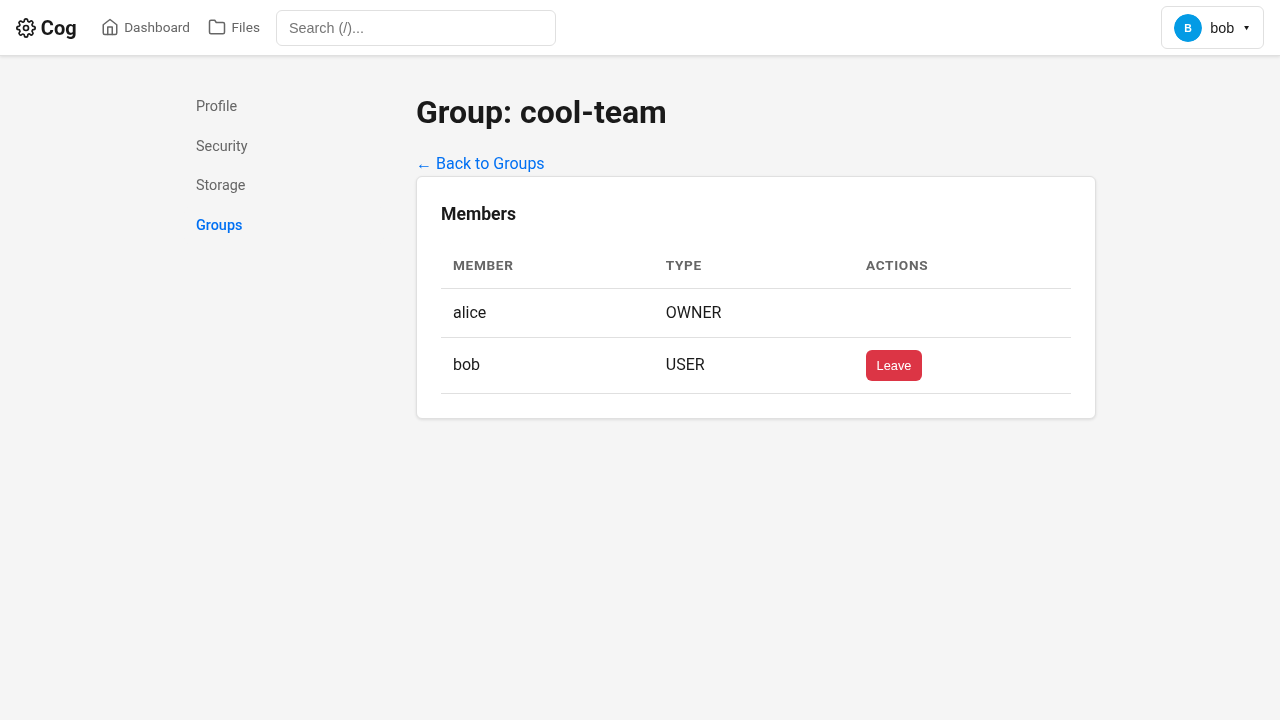 Cog Dashboard Files Search (/)... B bob ▾
Profile
Security
Storage
Groups
Group: cool-team
← Back to Groups
Members
MEMBER TYPE ACTIONS
alice OWNER
bob USER Leave